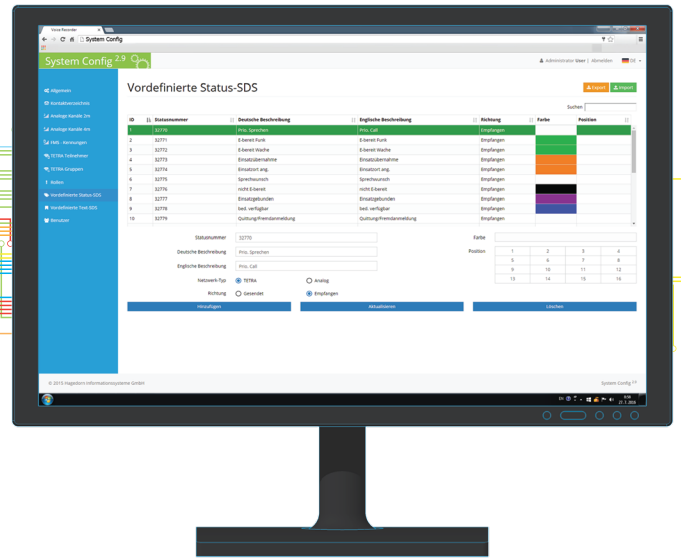 Voice Recorder
System Config
System Config 2.9
Administrator User | Abmelden
DE
Allgemein
Kontaktverzeichnis
Analoge Kanäle 2m
Analoge Kanäle 4m
FMS - Kennungen
TETRA-Teilnehmer
TETRA-Gruppen
Rollen
Vordefinierte Status-SDS
Vordefinierte Text-SDS
Benutzer
Vordefinierte Status-SDS
Export
Import
Suchen
ID Statusnummer Deutsche Beschreibung Englische Beschreibung Richtung Farbe Position
1 32770 Prio. Sprechen Prio. Call Empfangen
2 32771 E-bereit Funk E-bereit Funk Empfangen
3 32772 E-bereit Wache E-bereit Wache Empfangen
4 32773 Einsatzübernahme Einsatzübernahme Empfangen
5 32774 Einsatzort ang. Einsatzort ang. Empfangen
6 32775 Sprechwunsch Sprechwunsch Empfangen
7 32776 nicht E-bereit nicht E-bereit Empfangen
8 32777 Einsatzgebunden Einsatzgebunden Empfangen
9 32778 bed. verfügbar bed. verfügbar Empfangen
10 32779 Quittung/Fremdanmeldung Quittung/Fremdanmeldung Empfangen
Statusnummer 32770
Deutsche Beschreibung Prio. Sprechen
Englische Beschreibung Prio. Call
Netzwerk-Typ TETRA Analog
Richtung Gesendet Empfangen
Farbe
Position 1 2 3 4
5 6 7 8
9 10 11 12
13 14 15 16
Hinzufügen
Aktualisieren
Löschen
© 2015 Hagedorn Informationssysteme GmbH
System Config 2.9
EN